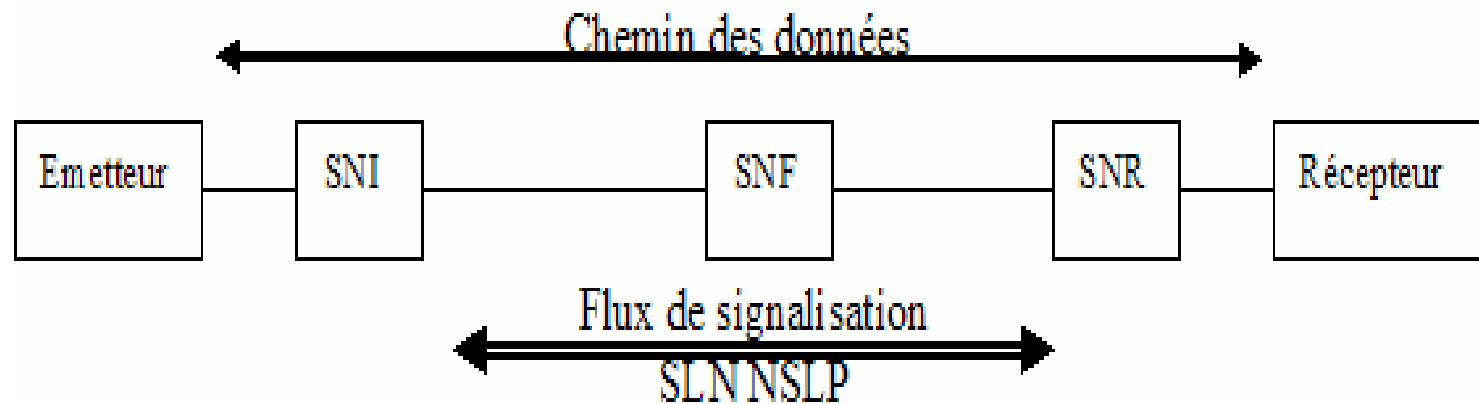 Chemin des données
Emetteur
SNI
SNF
SNR
Récepteur
Flux de signalisation
SLN NSLP